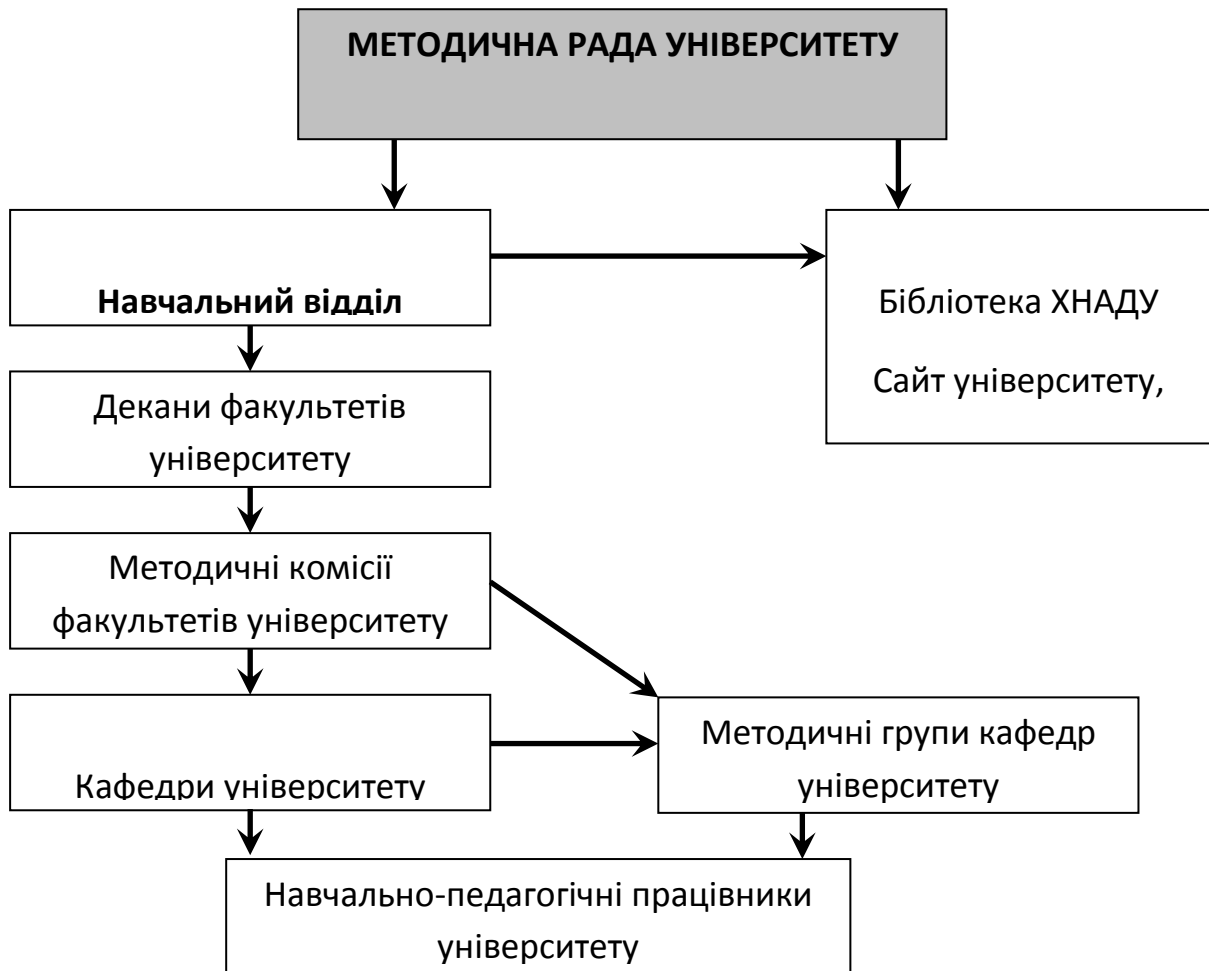 МЕТОДИЧНА РАДА УНІВЕРСИТЕТУ
Навчальний відділ
Бібліотека ХНАДУ
Сайт університету,
Декани факультетів
університету
Методичні комісії
факультетів університету
Кафедри університету
Методичні групи кафедр
університету
Навчально-педагогічні працівники
університету